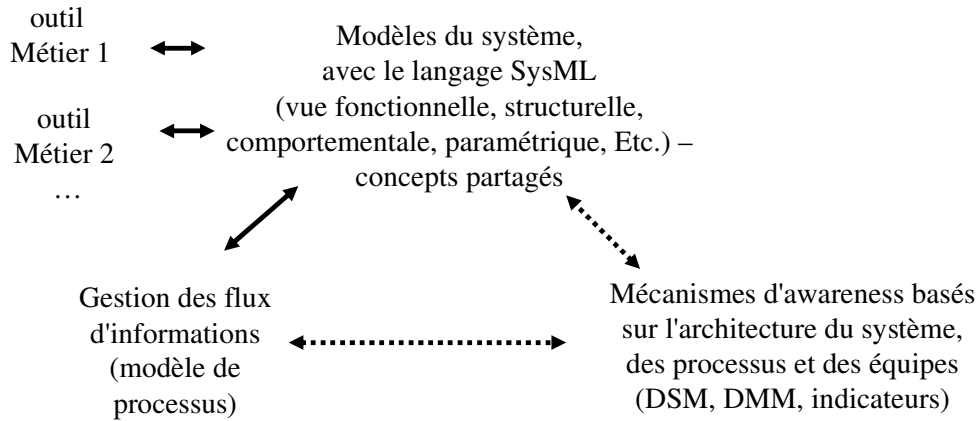 outil
Métier 1
Modèles du système,
avec le langage SysML
(vue fonctionnelle, structurelle,
comportementale, paramétrique, Etc.) –
concepts partagés
outil
Métier 2
…
Gestion des flux
d'informations
(modèle de
processus)
Mécanismes d'awareness basés
sur l'architecture du système,
des processus et des équipes
(DSM, DMM, indicateurs)